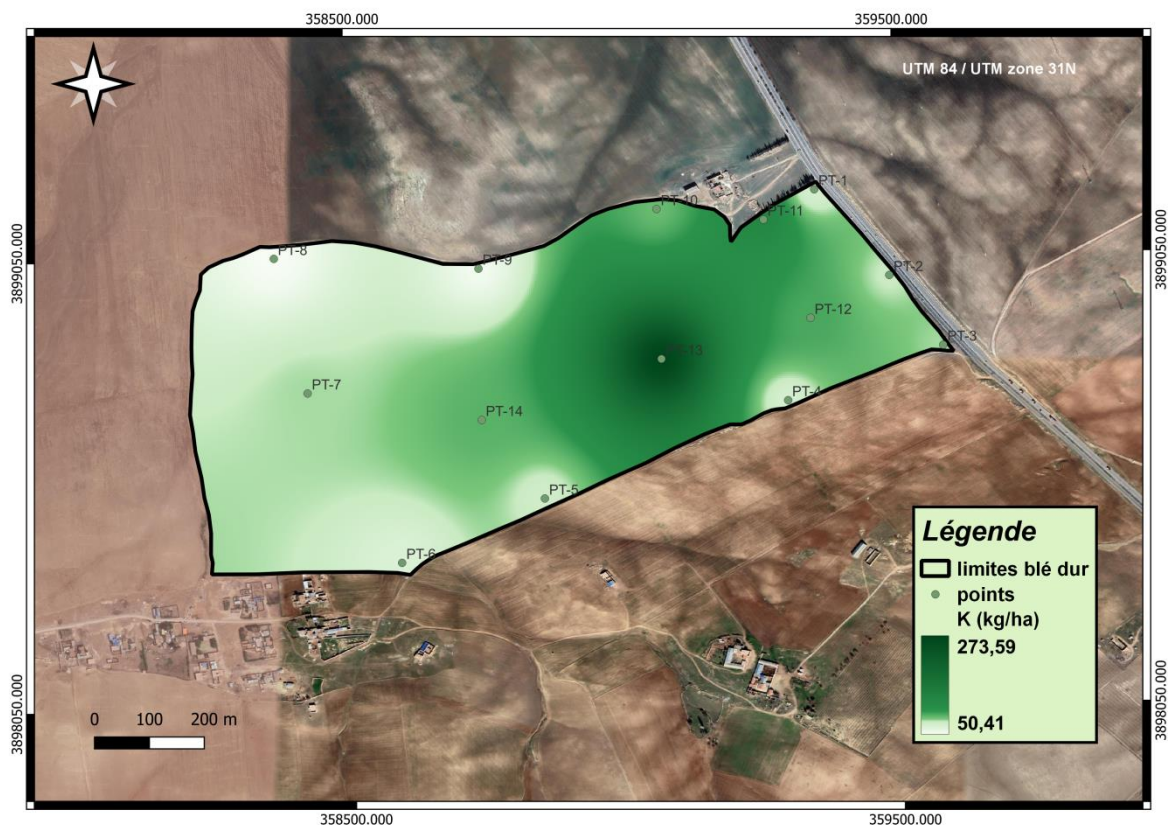 358500.000
359500.000
UTM 84 / UTM zone 31N
PT-1
PT-10
PT-11
3899050.000
3899050.000
PT-8
PT-9
PT-2
PT-12
PT-3
PT-13
PT-7
PT-4
PT-14
PT-5
PT-6
Légende
limites blé dur
points
K (kg/ha)
273,59
50,41
3898050.000
3898050.000
0 100 200 m
358500.000
359500.000